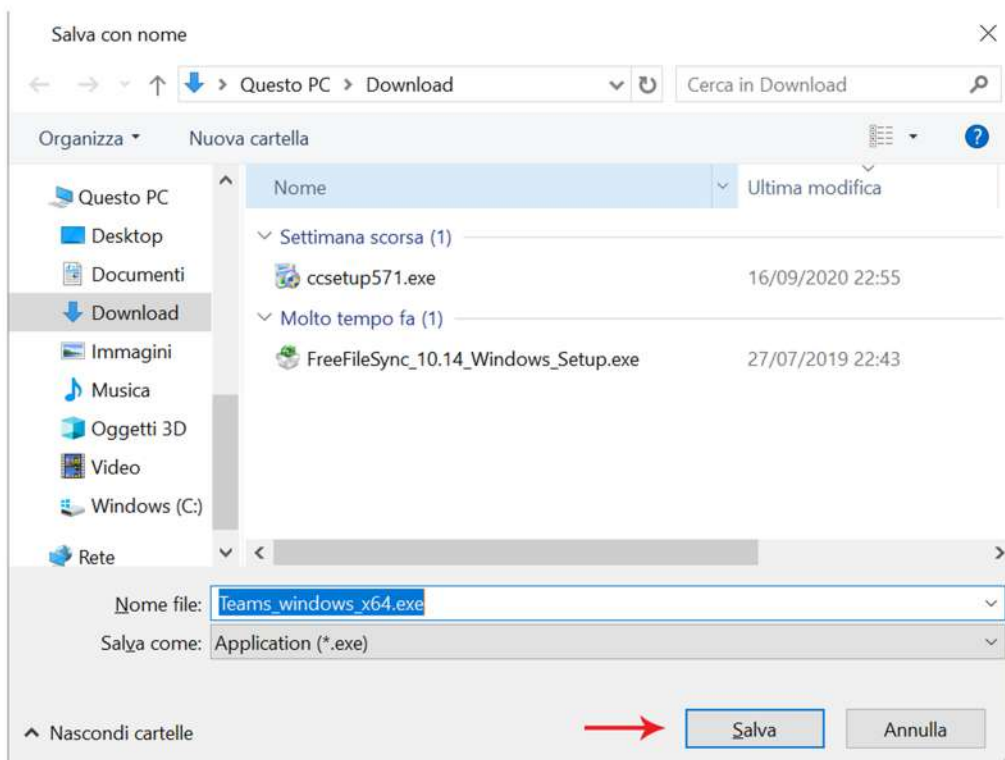 Salva con nome
Questo PC > Download
Cerca in Download
Organizza
Nuova cartella
Questo PC
Desktop
Documenti
Download
Immagini
Musica
Oggetti 3D
Video
Windows (C:)
Rete
Nome
Ultima modifica
Settimana scorsa (1)
ccsetup571.exe
16/09/2020 22:55
Molto tempo fa (1)
FreeFileSync_10.14_Windows_Setup.exe
27/07/2019 22:43
Nome file: Teams_windows_x64.exe
Salva come: Application (*.exe)
Nascondi cartelle
Salva
Annulla